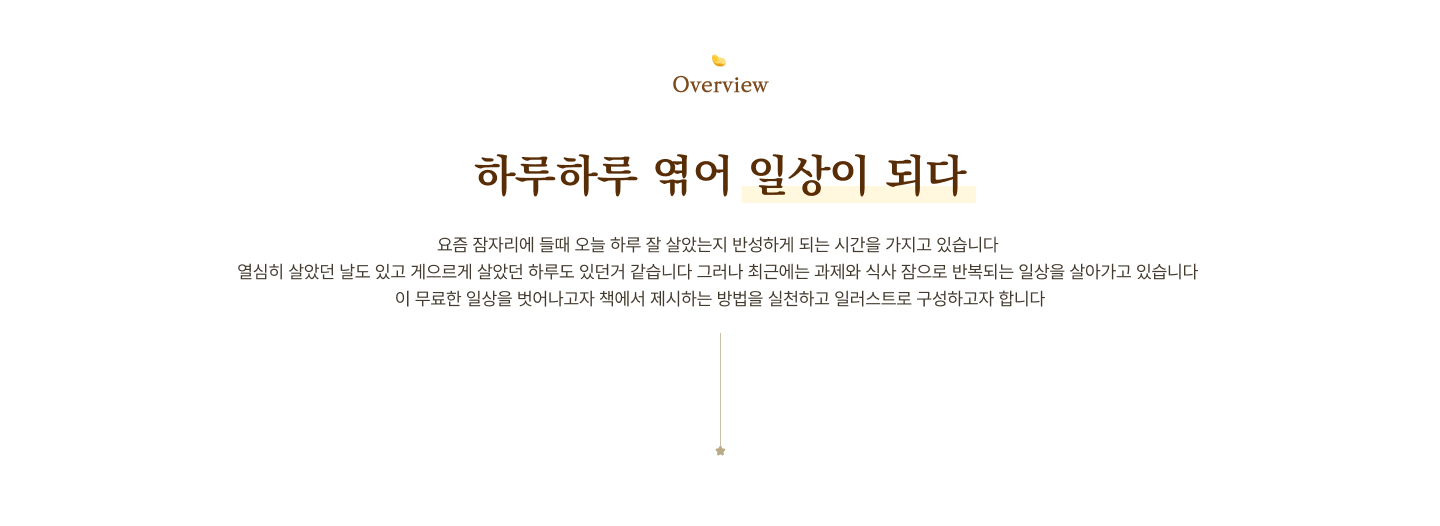 Overview
하루하루 엮어 일상이 되다
요즘 잠자리에 들때 오늘 하루 잘 살았는지 반성하게 되는 시간을 가지고 있습니다
열심히 살았던 날도 있고 게으르게 살았던 하루도 있던거 같습니다 그러나 최근에는 과제와 식사 잠으로 반복되는 일상을 살아가고 있습니다
이 무료한 일상을 벗어나고자 책에서 제시하는 방법을 실천하고 일러스트로 구성하고자 합니다